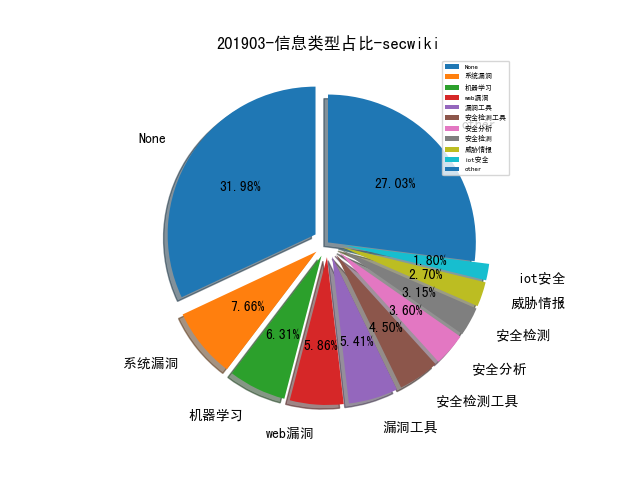 201903-信息类型占比-secwiki
None
系统漏洞
机器学习
web漏洞
漏洞工具
安全检测工具
安全分析
安全检测
威胁情报
iot安全
other
None
31.98%
27.03%
1.80%
2.70%
3.15%
3.60%
4.50%
5.41%
5.86%
6.31%
7.66%
iot安全
威胁情报
安全检测
安全分析
安全检测工具
漏洞工具
web漏洞
机器学习
系统漏洞